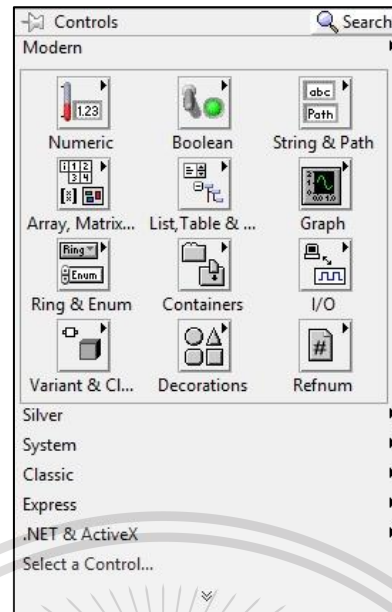 Controls
Search
Modern
1.23
abc
Path
Numeric
Boolean
String & Path
Array, Matrix...
List, Table & ...
Graph
Ring
Enum
Ring & Enum
Containers
I/O
#
Variant & Cl...
Decorations
Refnum
Silver
System
Classic
Express
.NET & ActiveX
Select a Control...